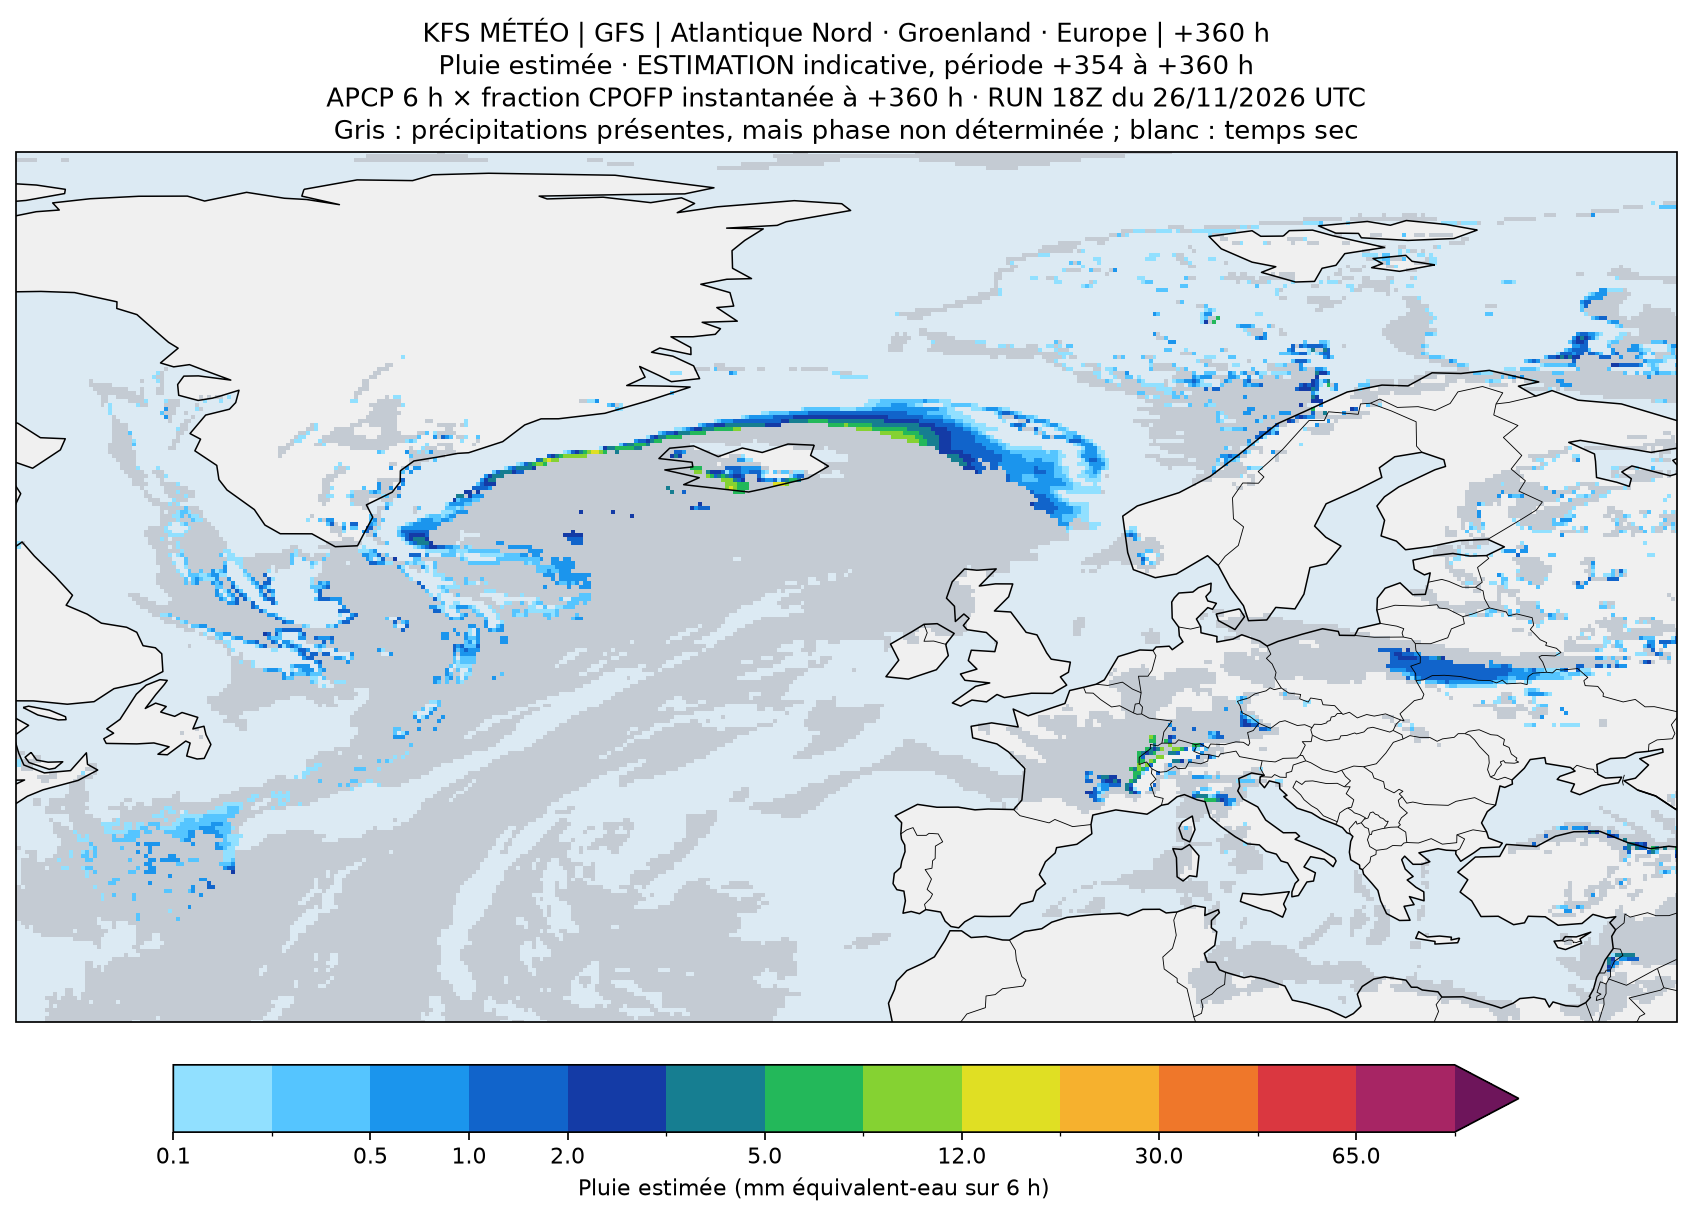 KFS MÉTÉO | GFS | Atlantique Nord · Groenland · Europe | +360 h
Pluie estimée · ESTIMATION indicative, période +354 à +360 h
APCP 6 h × fraction CPOFP instantanée à +360 h · RUN 18Z du 26/11/2026 UTC
Gris : précipitations présentes, mais phase non déterminée ; blanc : temps sec
0.1 0.5 1.0 2.0 5.0 12.0 30.0 65.0
Pluie estimée (mm équivalent-eau sur 6 h)